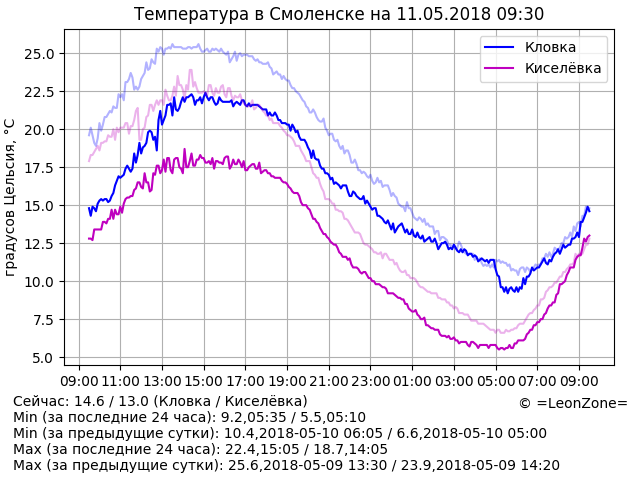 Температура в Смоленске на 11.05.2018 09:30
Кловка
Киселёвка
градусов Цельсия, °C
25.0
22.5
20.0
17.5
15.0
12.5
10.0
7.5
5.0
09:00 11:00 13:00 15:00 17:00 19:00 21:00 23:00 01:00 03:00 05:00 07:00 09:00
Сейчас: 14.6 / 13.0 (Кловка / Киселёвка)
© =LeonZone=
Min (за последние 24 часа): 9.2,05:35 / 5.5,05:10
Min (за предыдущие сутки): 10.4,2018-05-10 06:05 / 6.6,2018-05-10 05:00
Max (за последние 24 часа): 22.4,15:05 / 18.7,14:05
Max (за предыдущие сутки): 25.6,2018-05-09 13:30 / 23.9,2018-05-09 14:20